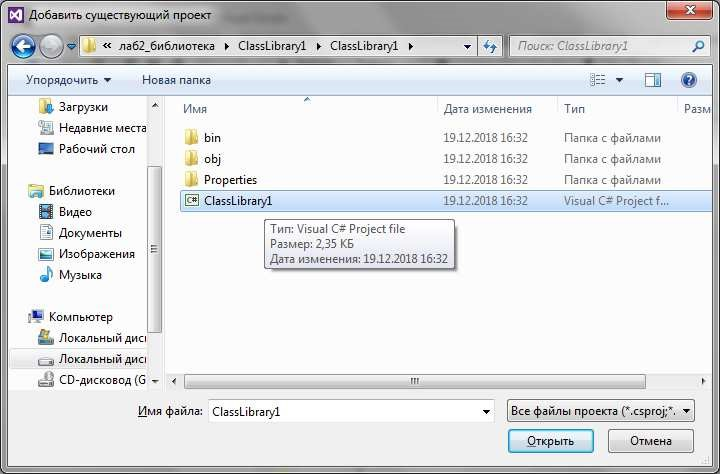 Добавить существующий проект
« лаб2_библиотека ▸ ClassLibrary1 ▸ ClassLibrary1 ▸
Поиск: ClassLibrary1
Упорядочить ▾ Новая папка
Загрузки
Недавние места
Рабочий стол
Библиотеки
Видео
Документы
Изображения
Музыка
Компьютер
Локальный дис
Локальный дис
CD-дисковод (G
Имя Дата изменения Тип Разм
bin 19.12.2018 16:32 Папка с файлами
obj 19.12.2018 16:32 Папка с файлами
Properties 19.12.2018 16:32 Папка с файлами
C# ClassLibrary1 19.12.2018 16:32 Visual C# Project f...
Тип: Visual C# Project file
Размер: 2,35 КБ
Дата изменения: 19.12.2018 16:32
Имя файла: ClassLibrary1
Все файлы проекта (*.csproj;*.
Открыть Отмена